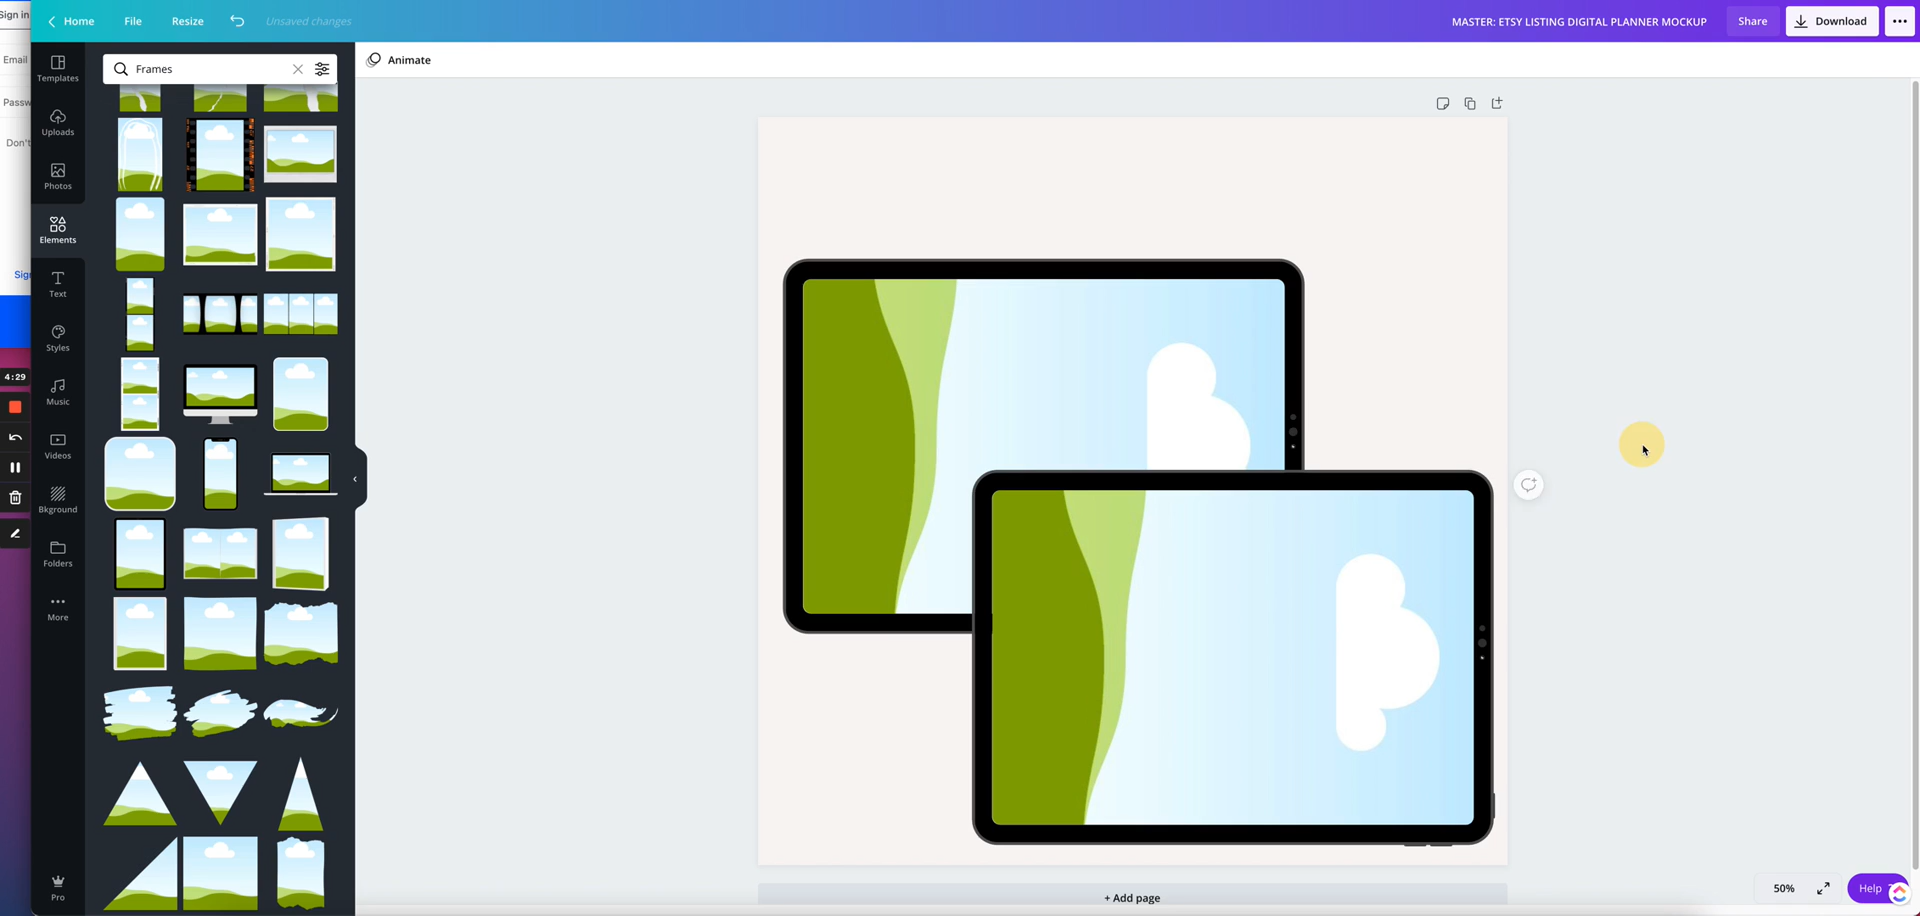 Sign in
Home
File
Resize
Unsaved changes
MASTER: ETSY LISTING DIGITAL PLANNER MOCKUP
Share
Download
Email
Passw
Don't
Sig
4:29
Templates
Uploads
Photos
Elements
Text
Styles
Music
Videos
Bkground
Folders
More
Pro
Frames
Animate
+ Add page
50%
Help